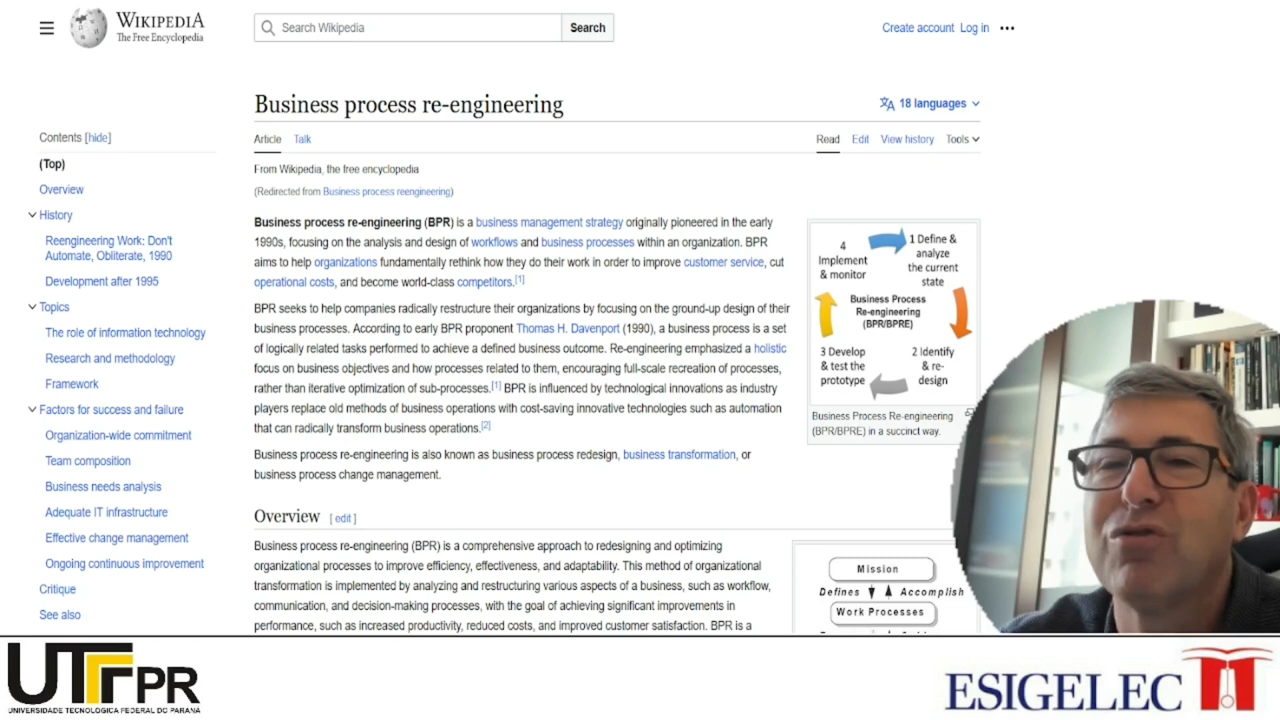 WIKIPEDIA
The Free Encyclopedia
Search Wikipedia
Search
Create account Log in
Business process re-engineering
18 languages
Article Talk
Read Edit View history Tools
From Wikipedia, the free encyclopedia
(Redirected from Business process reengineering)
Contents [hide]
(Top)
Overview
History
Reengineering Work: Don't
Automate, Obliterate, 1990
Development after 1995
Topics
The role of information technology
Research and methodology
Framework
Factors for success and failure
Organization-wide commitment
Team composition
Business needs analysis
Adequate IT infrastructure
Effective change management
Ongoing continuous improvement
Critique
See also
Business process re-engineering (BPR) is a business management strategy originally pioneered in the early
1990s, focusing on the analysis and design of workflows and business processes within an organization. BPR
aims to help organizations fundamentally rethink how they do their work in order to improve customer service, cut
operational costs, and become world-class competitors.[1]
BPR seeks to help companies radically restructure their organizations by focusing on the ground-up design of their
business processes. According to early BPR proponent Thomas H. Davenport (1990), a business process is a set
of logically related tasks performed to achieve a defined business outcome. Re-engineering emphasized a holistic
focus on business objectives and how processes related to them, encouraging full-scale recreation of processes,
rather than iterative optimization of sub-processes.[1] BPR is influenced by technological innovations as industry
players replace old methods of business operations with cost-saving innovative technologies such as automation
that can radically transform business operations.[2]
Business process re-engineering is also known as business process redesign, business transformation, or
business process change management.
Overview [ edit ]
Business process re-engineering (BPR) is a comprehensive approach to redesigning and optimizing
organizational processes to improve efficiency, effectiveness, and adaptability. This method of organizational
transformation is implemented by analyzing and restructuring various aspects of a business, such as workflow,
communication, and decision-making processes, with the goal of achieving significant improvements in
performance, such as increased productivity, reduced costs, and improved customer satisfaction. BPR is a
1 Define &
analyze
the current
state
2 Identify
& re-
design
3 Develop
& test the
prototype
4
Implement
& monitor
Business Process
Re-engineering
(BPR/BPRE)
Business Process Re-engineering
(BPR/BPRE) in a succinct way.
Mission
Defines Accomplish
Work Processes
UTFPR
UNIVERSIDADE TECNOLÓGICA FEDERAL DO PARANÁ
ESIGELEC